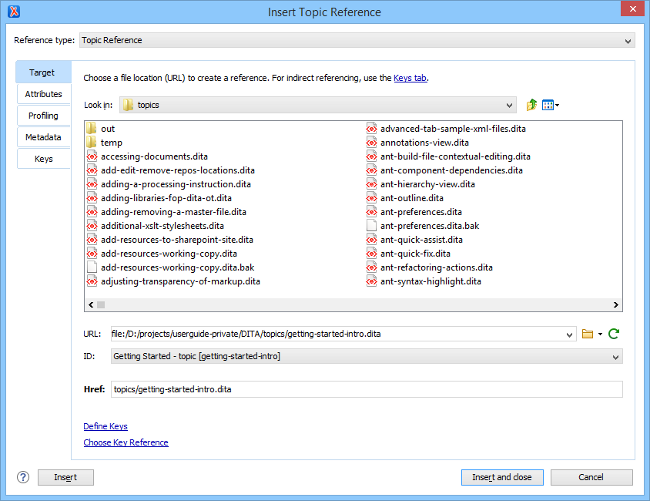 Insert Topic Reference
Reference type: Topic Reference
Target
Attributes
Profiling
Metadata
Keys
Choose a file location (URL) to create a reference. For indirect referencing, use the Keys tab.
Look in: topics
out
temp
accessing-documents.dita
add-edit-remove-repos-locations.dita
adding-a-processing-instruction.dita
adding-libraries-fop-dita-ot.dita
adding-removing-a-master-file.dita
additional-xslt-stylesheets.dita
add-resources-to-sharepoint-site.dita
add-resources-working-copy.dita
add-resources-working-copy.dita.bak
adjusting-transparency-of-markup.dita
advanced-tab-sample-xml-files.dita
annotations-view.dita
ant-build-file-contextual-editing.dita
ant-component-dependencies.dita
ant-hierarchy-view.dita
ant-outline.dita
ant-preferences.dita
ant-preferences.dita.bak
ant-quick-assist.dita
ant-quick-fix.dita
ant-refactoring-actions.dita
ant-syntax-highlight.dita
URL: file:/D:/projects/userguide-private/DITA/topics/getting-started-intro.dita
ID: Getting Started - topic [getting-started-intro]
Href: topics/getting-started-intro.dita
Define Keys
Choose Key Reference
? Insert Insert and close Cancel